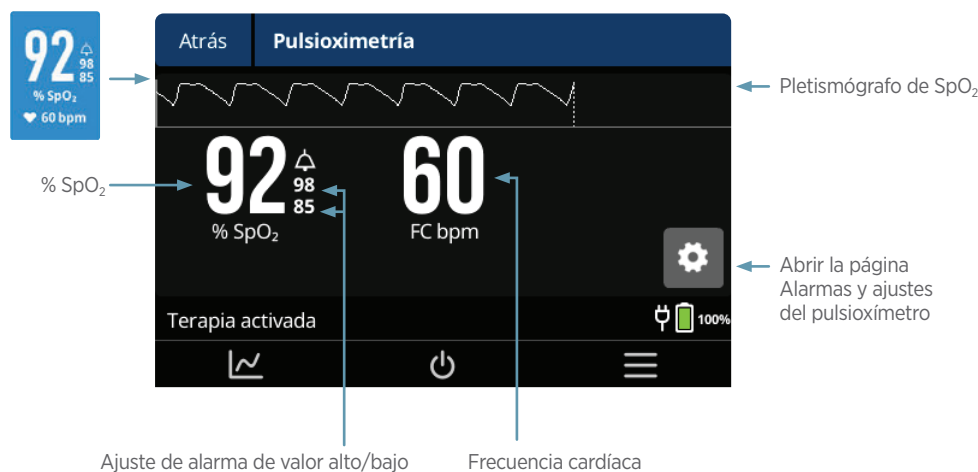 92
98
85
% SpO₂
60 bpm
Atrás Pulsioximetría
Pletismógrafo de SpO₂
% SpO₂
92
98
85
% SpO₂
60
FC bpm
Abrir la página
Alarmas y ajustes
del pulsioxímetro
Terapia activada
100%
Ajuste de alarma de valor alto/bajo
Frecuencia cardíaca